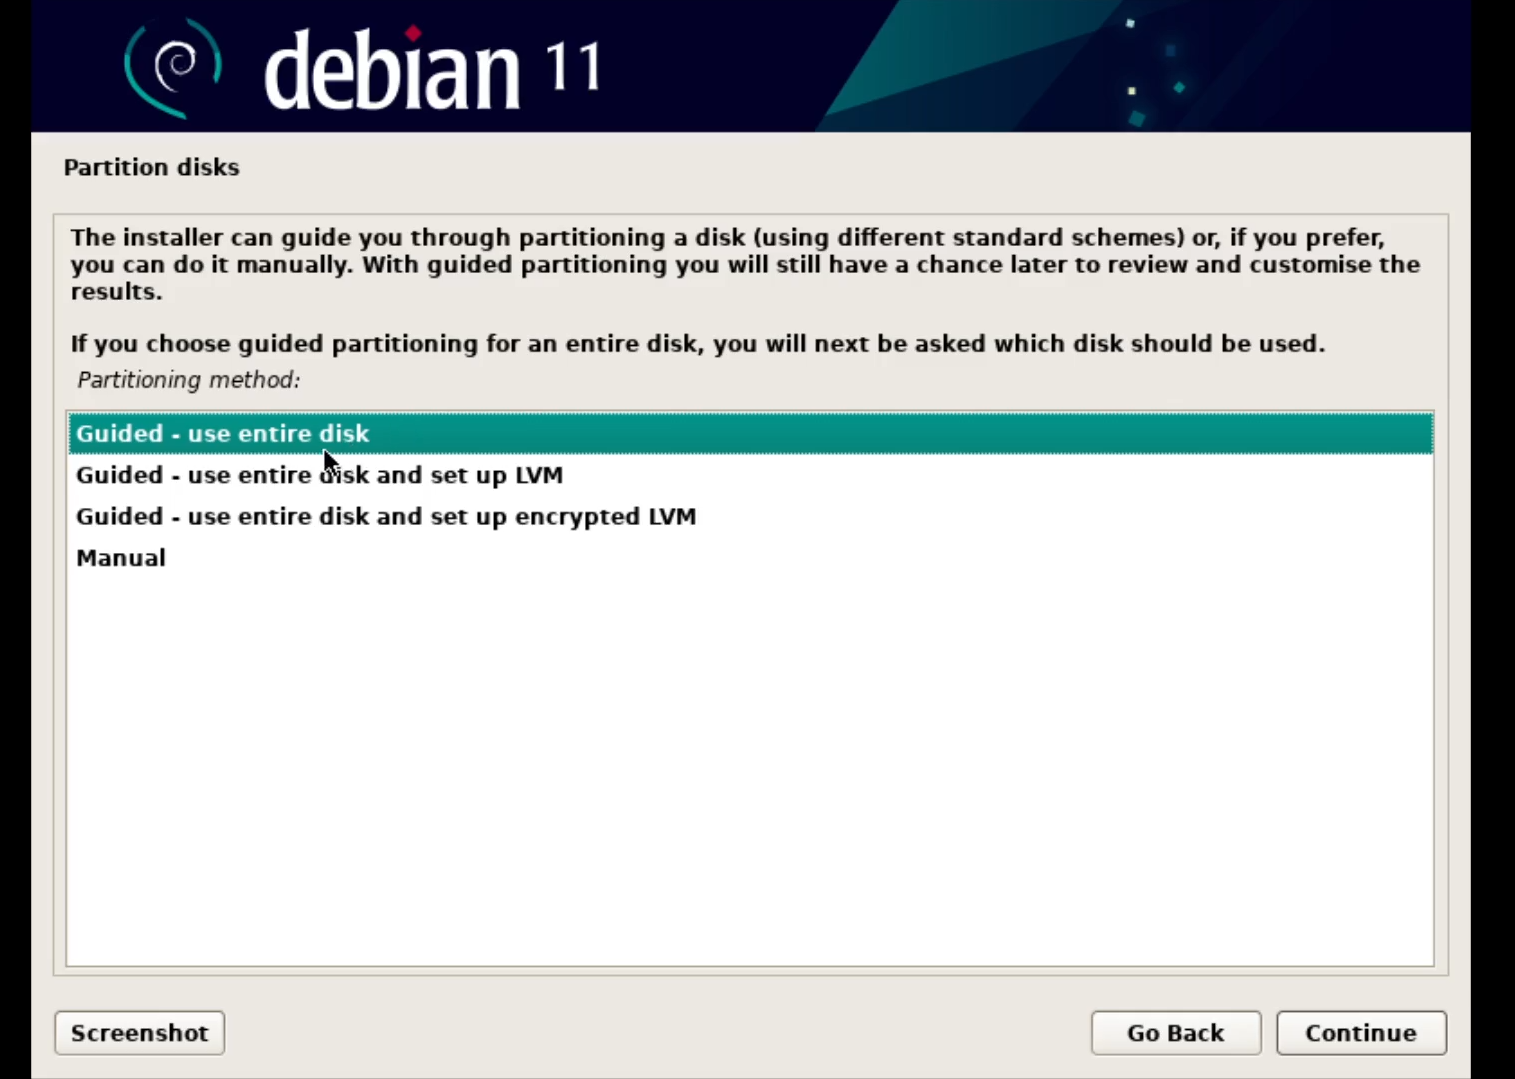 debian 11
Partition disks
The installer can guide you through partitioning a disk (using different standard schemes) or, if you prefer,
you can do it manually. With guided partitioning you will still have a chance later to review and customise the
results.
If you choose guided partitioning for an entire disk, you will next be asked which disk should be used.
Partitioning method:
Guided - use entire disk
Guided - use entire disk and set up LVM
Guided - use entire disk and set up encrypted LVM
Manual
Screenshot
Go Back
Continue